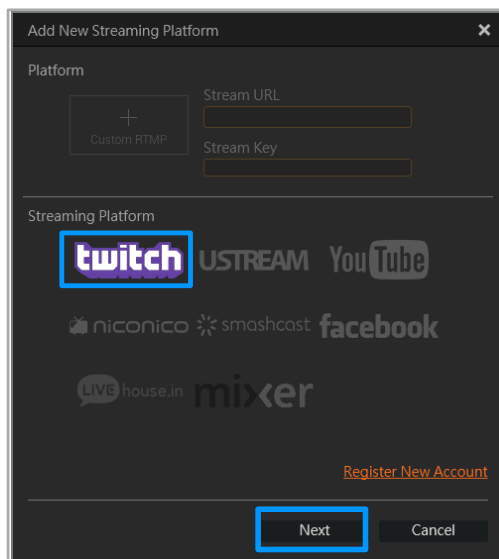 Add New Streaming Platform
Platform
Stream URL
+
Custom RTMP
Stream Key
Streaming Platform
twitch USTREAM YouTube
niconico smashcast facebook
LIVE house.in mixer
Register New Account
Next Cancel